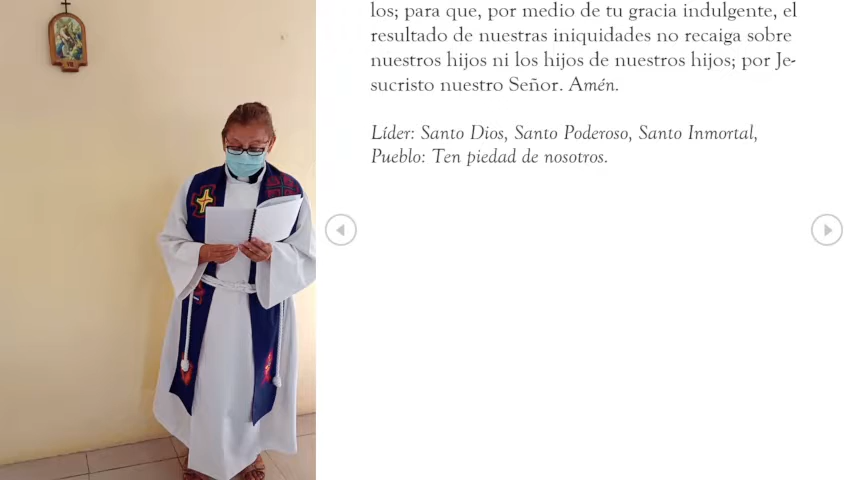 los; para que, por medio de tu gracia indulgente, el
resultado de nuestras iniquidades no recaiga sobre
nuestros hijos ni los hijos de nuestros hijos; por Je-
sucristo nuestro Señor. Amén.
Líder: Santo Dios, Santo Poderoso, Santo Inmortal,
Pueblo: Ten piedad de nosotros.